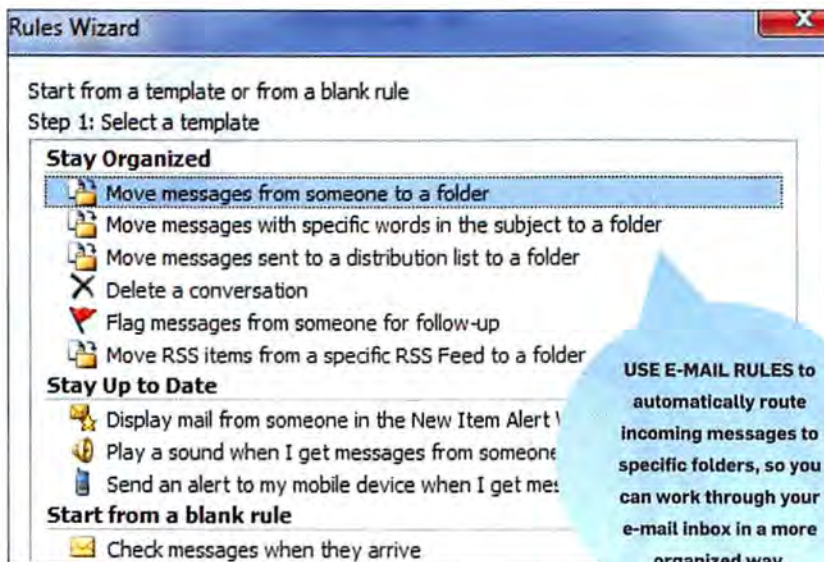 Rules Wizard
X
Start from a template or from a blank rule
Step 1: Select a template
Stay Organized
Move messages from someone to a folder
Move messages with specific words in the subject to a folder
Move messages sent to a distribution list to a folder
Delete a conversation
Flag messages from someone for follow-up
Move RSS items from a specific RSS Feed to a folder
Stay Up to Date
Display mail from someone in the New Item Alert
Play a sound when I get messages from someone
Send an alert to my mobile device when I get
Start from a blank rule
Check messages when they arrive
USE E-MAIL RULES to
automatically route
incoming messages to
specific folders, so you
can work through your
e-mail inbox in a more
organized way